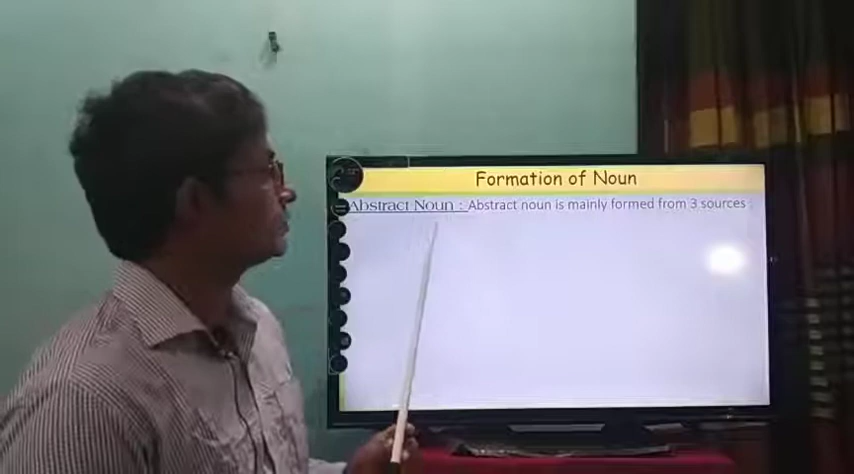 Formation of Noun
Abstract Noun : Abstract noun is mainly formed from 3 sources :